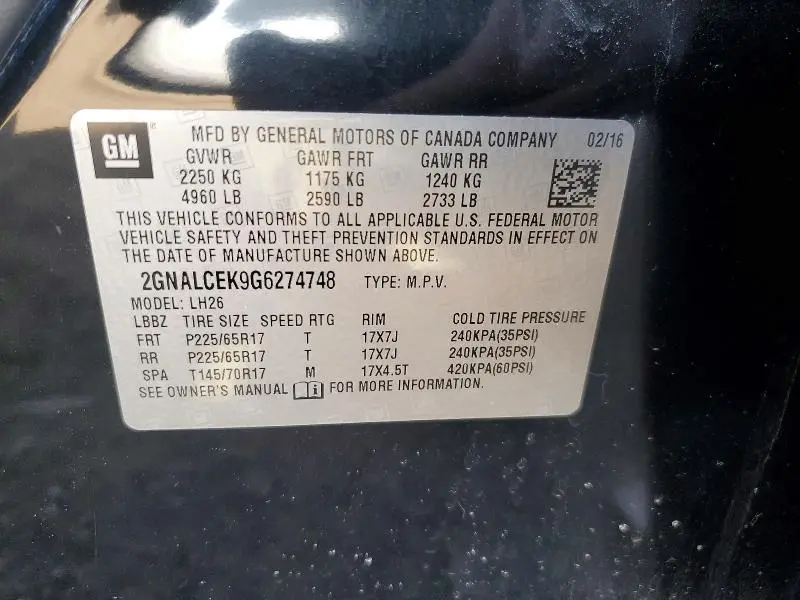 GM ® MFD BY GENERAL MOTORS OF CANADA COMPANY 02/16
GVWR GAWR FRT GAWR RR
2250 KG 1175 KG 1240 KG
4960 LB 2590 LB 2733 LB
THIS VEHICLE CONFORMS TO ALL APPLICABLE U.S. FEDERAL MOTOR
VEHICLE SAFETY AND THEFT PREVENTION STANDARDS IN EFFECT ON
THE DATE OF MANUFACTURE SHOWN ABOVE.
2GNALCEK9G6274748 TYPE: M.P.V.
MODEL: LH26
LBBZ TIRE SIZE SPEED RTG RIM COLD TIRE PRESSURE
FRT P225/65R17 T 17X7J 240KPA(35PSI)
RR P225/65R17 T 17X7J 240KPA(35PSI)
SPA T145/70R17 M 17X4.5T 420KPA(60PSI)
SEE OWNER'S MANUAL i FOR MORE INFORMATION.